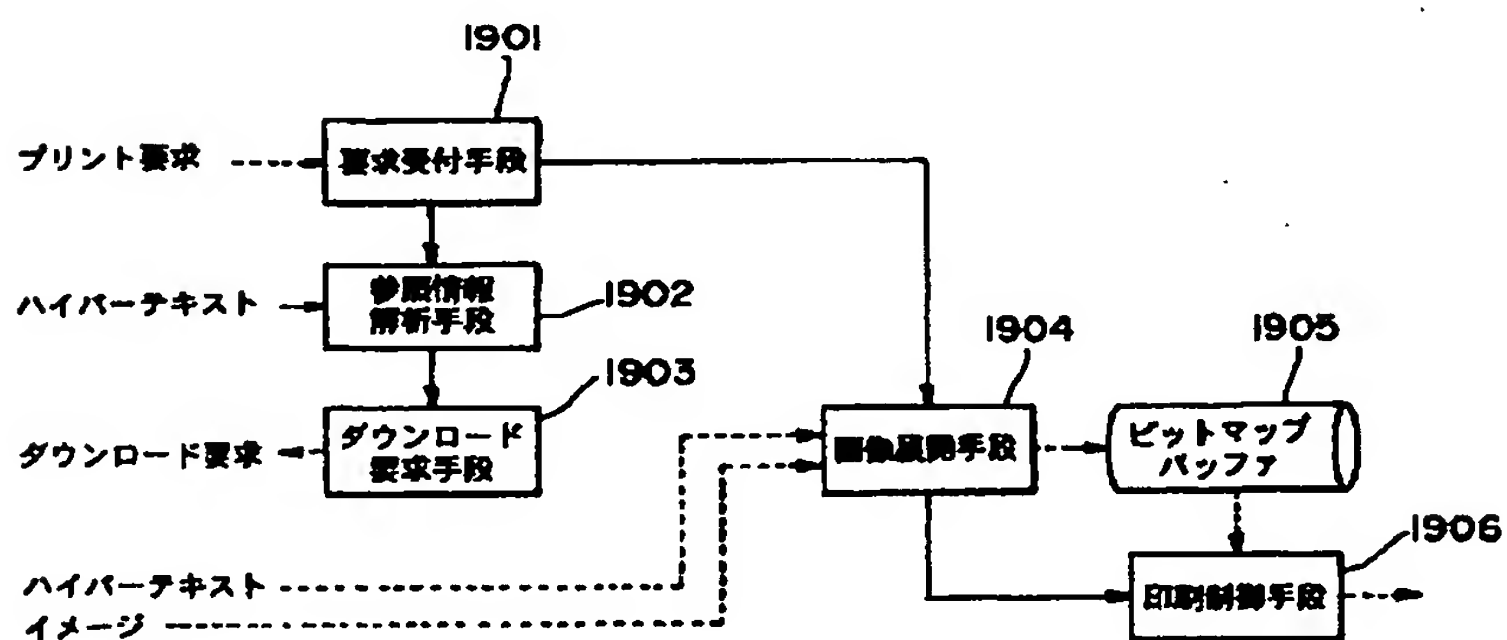 1901
プリント要求
要求受付手段
ハイパーテキスト
参照情報
解析手段
1902
1903
ダウンロード要求
ダウンロード
要求手段
1904
1905
画像展開手段
ビットマップ
バッファ
1906
ハイパーテキスト
印刷制御手段
イメージ